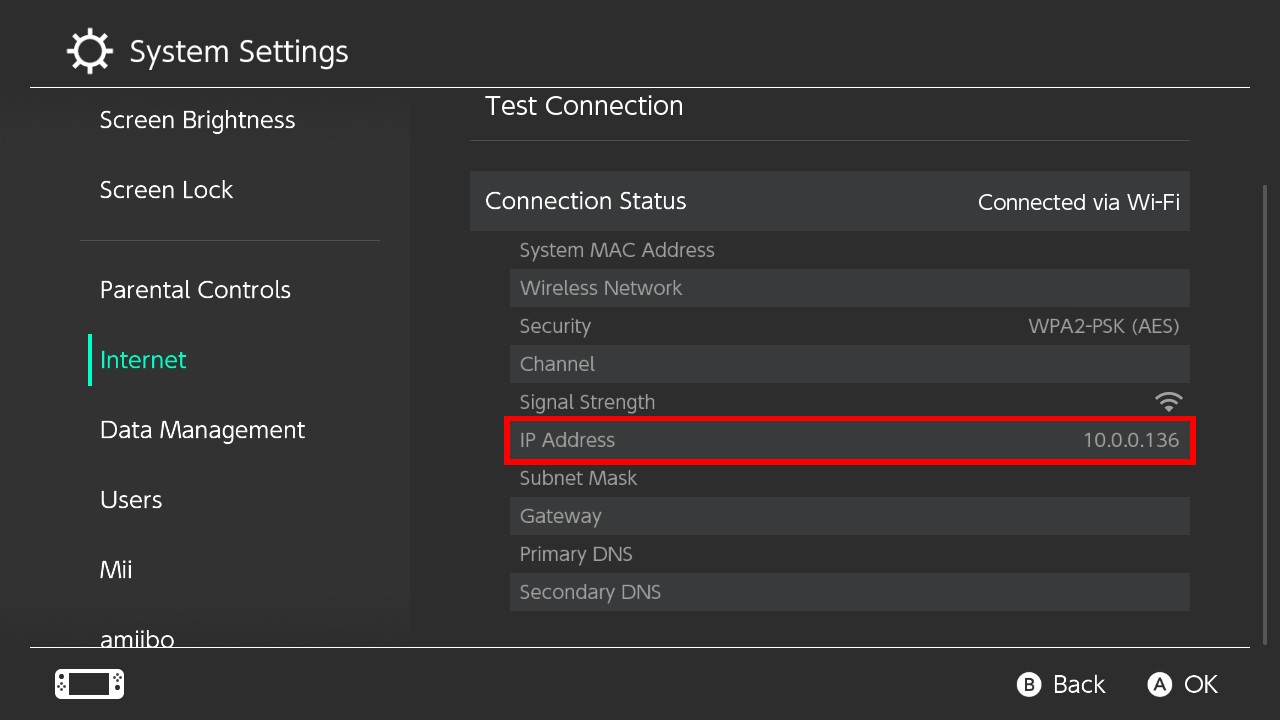 System Settings
Screen Brightness
Screen Lock
Parental Controls
Internet
Data Management
Users
Mii
amiibo
Test Connection
Connection Status Connected via Wi-Fi
System MAC Address
Wireless Network
Security WPA2-PSK (AES)
Channel
Signal Strength
IP Address 10.0.0.136
Subnet Mask
Gateway
Primary DNS
Secondary DNS
B Back A OK